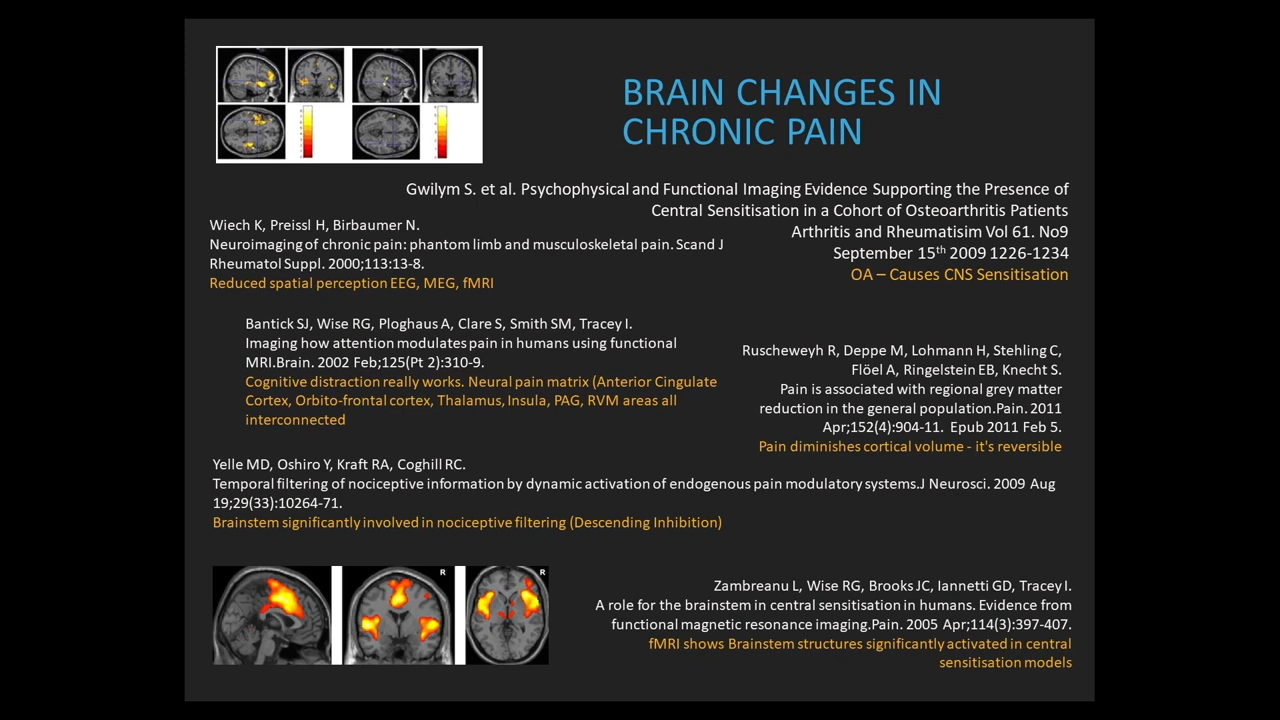 BRAIN CHANGES IN
CHRONIC PAIN
Gwilym S. et al. Psychophysical and Functional Imaging Evidence Supporting the Presence of
Central Sensitisation in a Cohort of Osteoarthritis Patients
Arthritis and Rheumatisim Vol 61. No9
September 15th 2009 1226-1234
OA – Causes CNS Sensitisation
Wiech K, Preissl H, Birbaumer N.
Neuroimaging of chronic pain: phantom limb and musculoskeletal pain. Scand J
Rheumatol Suppl. 2000;113:13-8.
Reduced spatial perception EEG, MEG, fMRI
Bantick SJ, Wise RG, Ploghaus A, Clare S, Smith SM, Tracey I.
Imaging how attention modulates pain in humans using functional
MRI.Brain. 2002 Feb;125(Pt 2):310-9.
Cognitive distraction really works. Neural pain matrix (Anterior Cingulate
Cortex, Orbito-frontal cortex, Thalamus, Insula, PAG, RVM areas all
interconnected
Ruscheweyh R, Deppe M, Lohmann H, Stehling C,
Flöel A, Ringelstein EB, Knecht S.
Pain is associated with regional grey matter
reduction in the general population.Pain. 2011
Apr;152(4):904-11. Epub 2011 Feb 5.
Pain diminishes cortical volume - it's reversible
Yelle MD, Oshiro Y, Kraft RA, Coghill RC.
Temporal filtering of nociceptive information by dynamic activation of endogenous pain modulatory systems.J Neurosci. 2009 Aug
19;29(33):10264-71.
Brainstem significantly involved in nociceptive filtering (Descending Inhibition)
R
R
Zambreanu L, Wise RG, Brooks JC, Iannetti GD, Tracey I.
A role for the brainstem in central sensitisation in humans. Evidence from
functional magnetic resonance imaging.Pain. 2005 Apr;114(3):397-407.
fMRI shows Brainstem structures significantly activated in central
sensitisation models